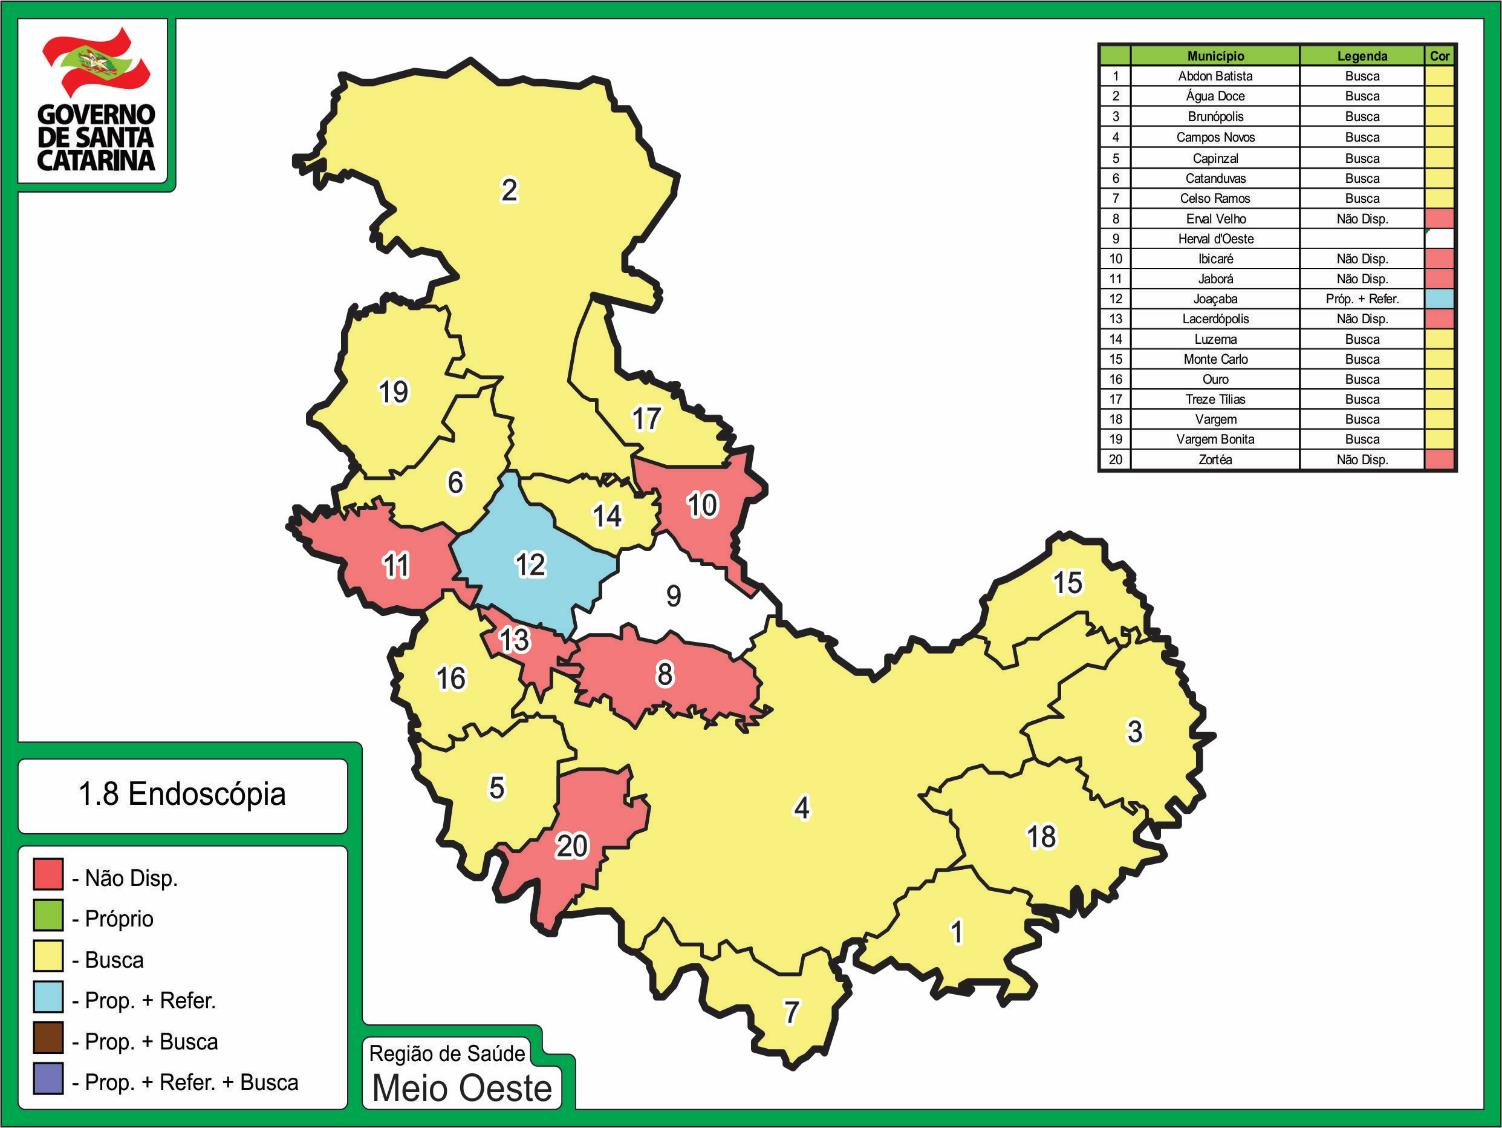 GOVERNO
DE SANTA
CATARINA
Município Legenda Cor
1 Abdon Batista Busca
2 Água Doce Busca
3 Brunópolis Busca
4 Campos Novos Busca
5 Capinzal Busca
6 Catanduvas Busca
7 Celso Ramos Busca
8 Erval Velho Não Disp.
9 Herval d'Oeste
10 Ibicaré Não Disp.
11 Jaborá Não Disp.
12 Joaçaba Próp. + Refer.
13 Lacerdópolis Não Disp.
14 Luzerna Busca
15 Monte Carlo Busca
16 Ouro Busca
17 Treze Tílias Busca
18 Vargem Busca
19 Vargem Bonita Busca
20 Zortéa Não Disp.
2
19
17
6
10
14
11
12
15
9
13
8
16
3
5
4
18
20
1
7
1.8 Endoscópia
- Não Disp.
- Próprio
- Busca
- Prop. + Refer.
- Prop. + Busca
- Prop. + Refer. + Busca
Região de Saúde
Meio Oeste